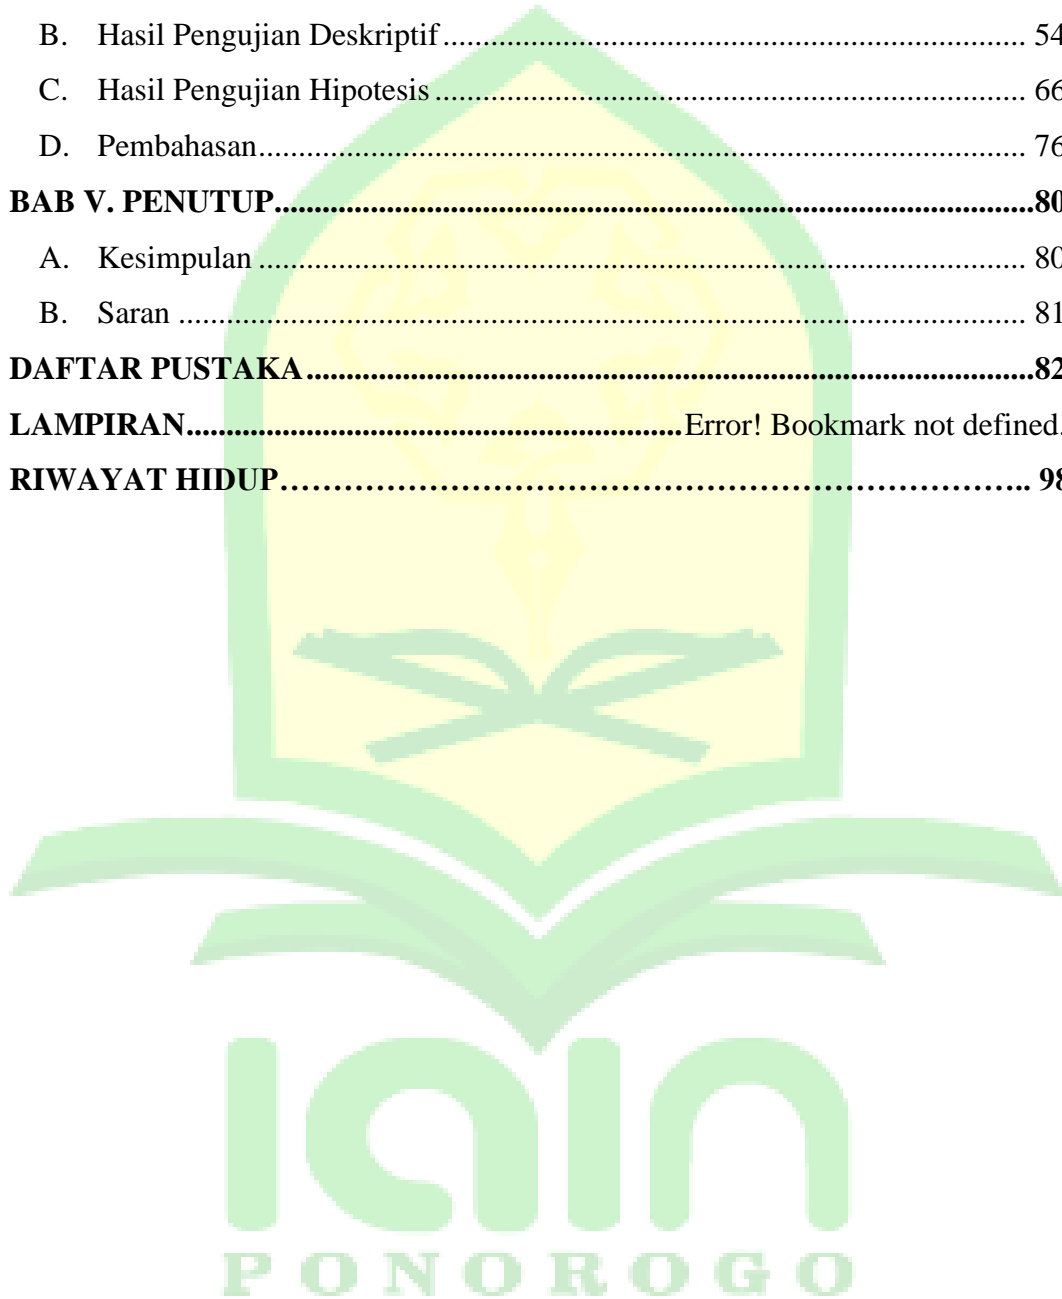 B. Hasil Pengujian Deskriptif........................................................................ 54
C. Hasil Pengujian Hipotesis......................................................................... 66
D. Pembahasan............................................................................................... 76
BAB V. PENUTUP..............................................................................................80
A. Kesimpulan ............................................................................................... 80
B. Saran ......................................................................................................... 81
DAFTAR PUSTAKA..........................................................................................82
LAMPIRAN.............................................................Error! Bookmark not defined.
RIWAYAT HIDUP……………………………………………………………….. 98
iain
PONOROGO